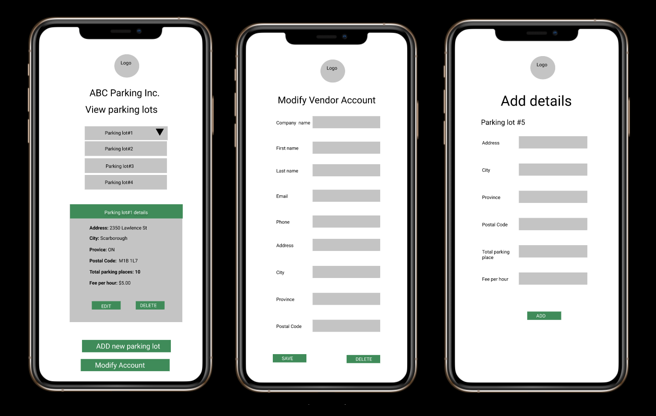 Logo
ABC Parking Inc.
View parking lots
Parking lot#1
Parking lot#2
Parking lot#3
Parking lot#4
Parking lot#1 details
Address: 2350 Lawlence St
City: Scarborough
Provice: ON
Postal Code: M1B 1L7
Total parking places: 10
Fee per hour: $5.00
EDIT
DELETE
ADD new parking lot
Modify Account
Logo
Modify Vendor Account
Company name
First name
Last name
Email
Phone
Address
City
Province
Postal Code
SAVE
DELETE
Logo
Add details
Parking lot #5
Address
City
Province
Postal Code
Total parking
place
Fee per hour
ADD